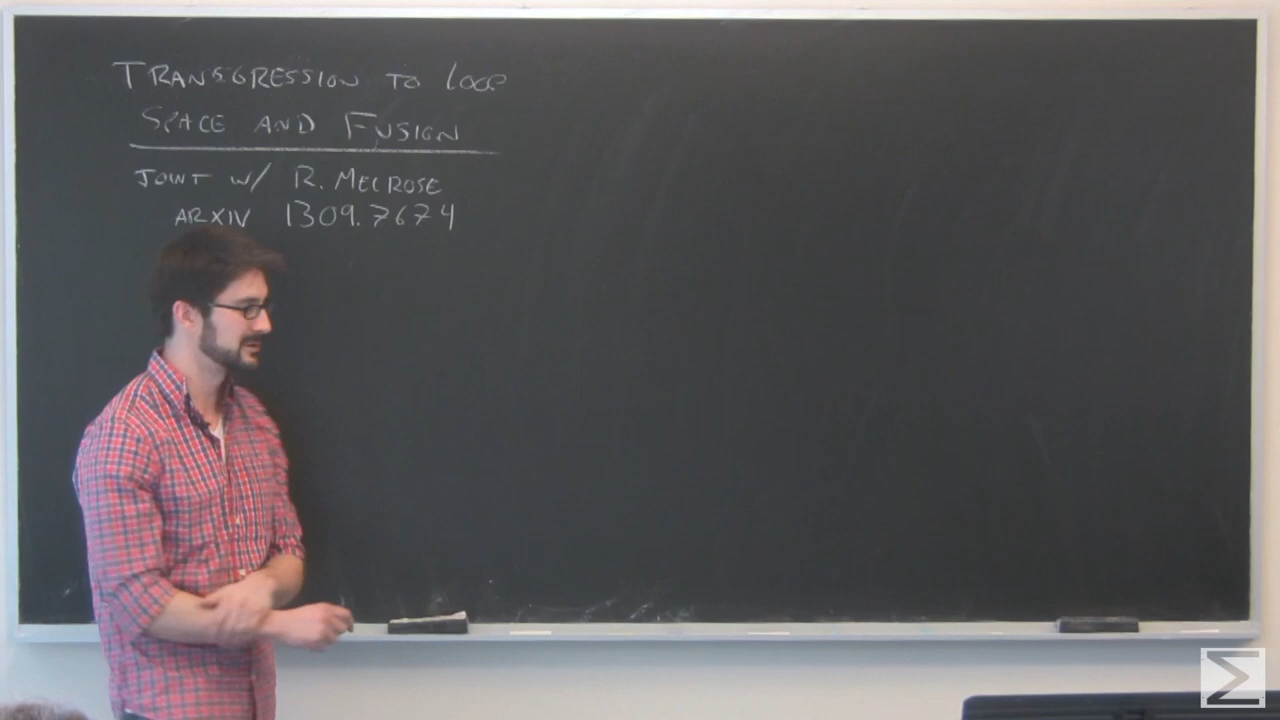 TRANSGRESSION TO LOOP
SPACE AND FUSION
JOINT W/ R. MELROSE
ARXIV 1309.7674
Σ